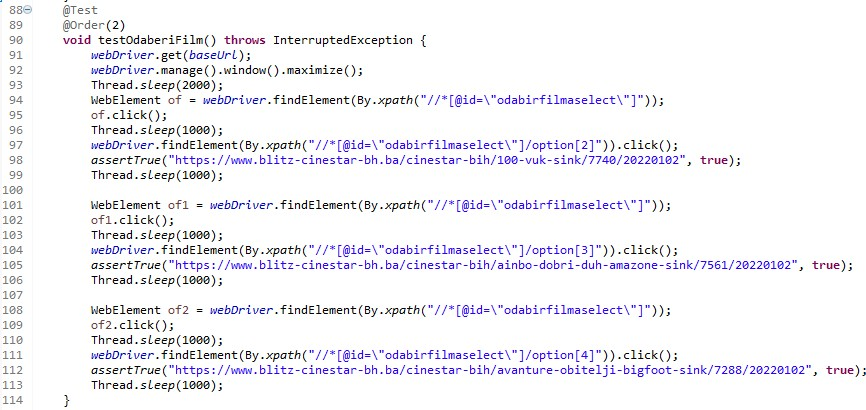 88 @Test
89 @Order(2)
90 void testOdaberiFilm() throws InterruptedException {
91 webDriver.get(baseUrl);
92 webDriver.manage().window().maximize();
93 Thread.sleep(2000);
94 WebElement of = webDriver.findElement(By.xpath("//*[@id=\"odabirfilmaselect\"]"));
95 of.click();
96 Thread.sleep(1000);
97 webDriver.findElement(By.xpath("//*[@id=\"odabirfilmaselect\"]/option[2]")).click();
98 assertTrue("https://www.blitz-cinestar-bh.ba/cinestar-bih/100-vuk-sink/7740/20220102", true);
99 Thread.sleep(1000);
100
101 WebElement of1 = webDriver.findElement(By.xpath("//*[@id=\"odabirfilmaselect\"]"));
102 of1.click();
103 Thread.sleep(1000);
104 webDriver.findElement(By.xpath("//*[@id=\"odabirfilmaselect\"]/option[3]")).click();
105 assertTrue("https://www.blitz-cinestar-bh.ba/cinestar-bih/ainbo-dobri-duh-amazone-sink/7561/20220102", true);
106 Thread.sleep(1000);
107
108 WebElement of2 = webDriver.findElement(By.xpath("//*[@id=\"odabirfilmaselect\"]"));
109 of2.click();
110 Thread.sleep(1000);
111 webDriver.findElement(By.xpath("//*[@id=\"odabirfilmaselect\"]/option[4]")).click();
112 assertTrue("https://www.blitz-cinestar-bh.ba/cinestar-bih/avanture-obitelji-bigfoot-sink/7288/20220102", true);
113 Thread.sleep(1000);
114 }